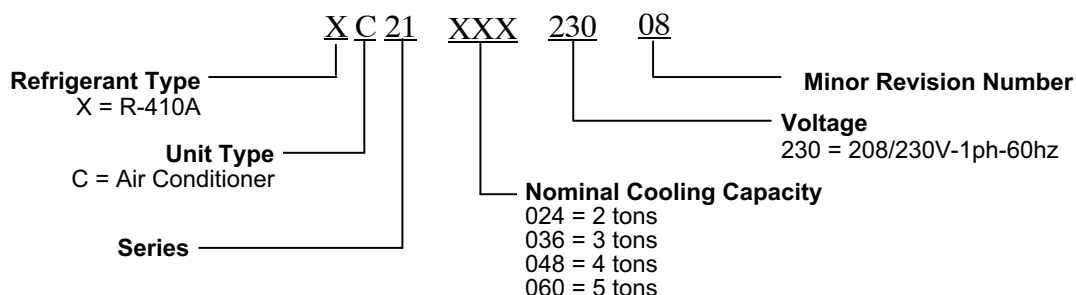 X C 21 XXX 230 08
Refrigerant Type
X = R-410A
Minor Revision Number
Voltage
230 = 208/230V-1ph-60hz
Unit Type
C = Air Conditioner
Nominal Cooling Capacity
024 = 2 tons
036 = 3 tons
048 = 4 tons
060 = 5 tons
Series